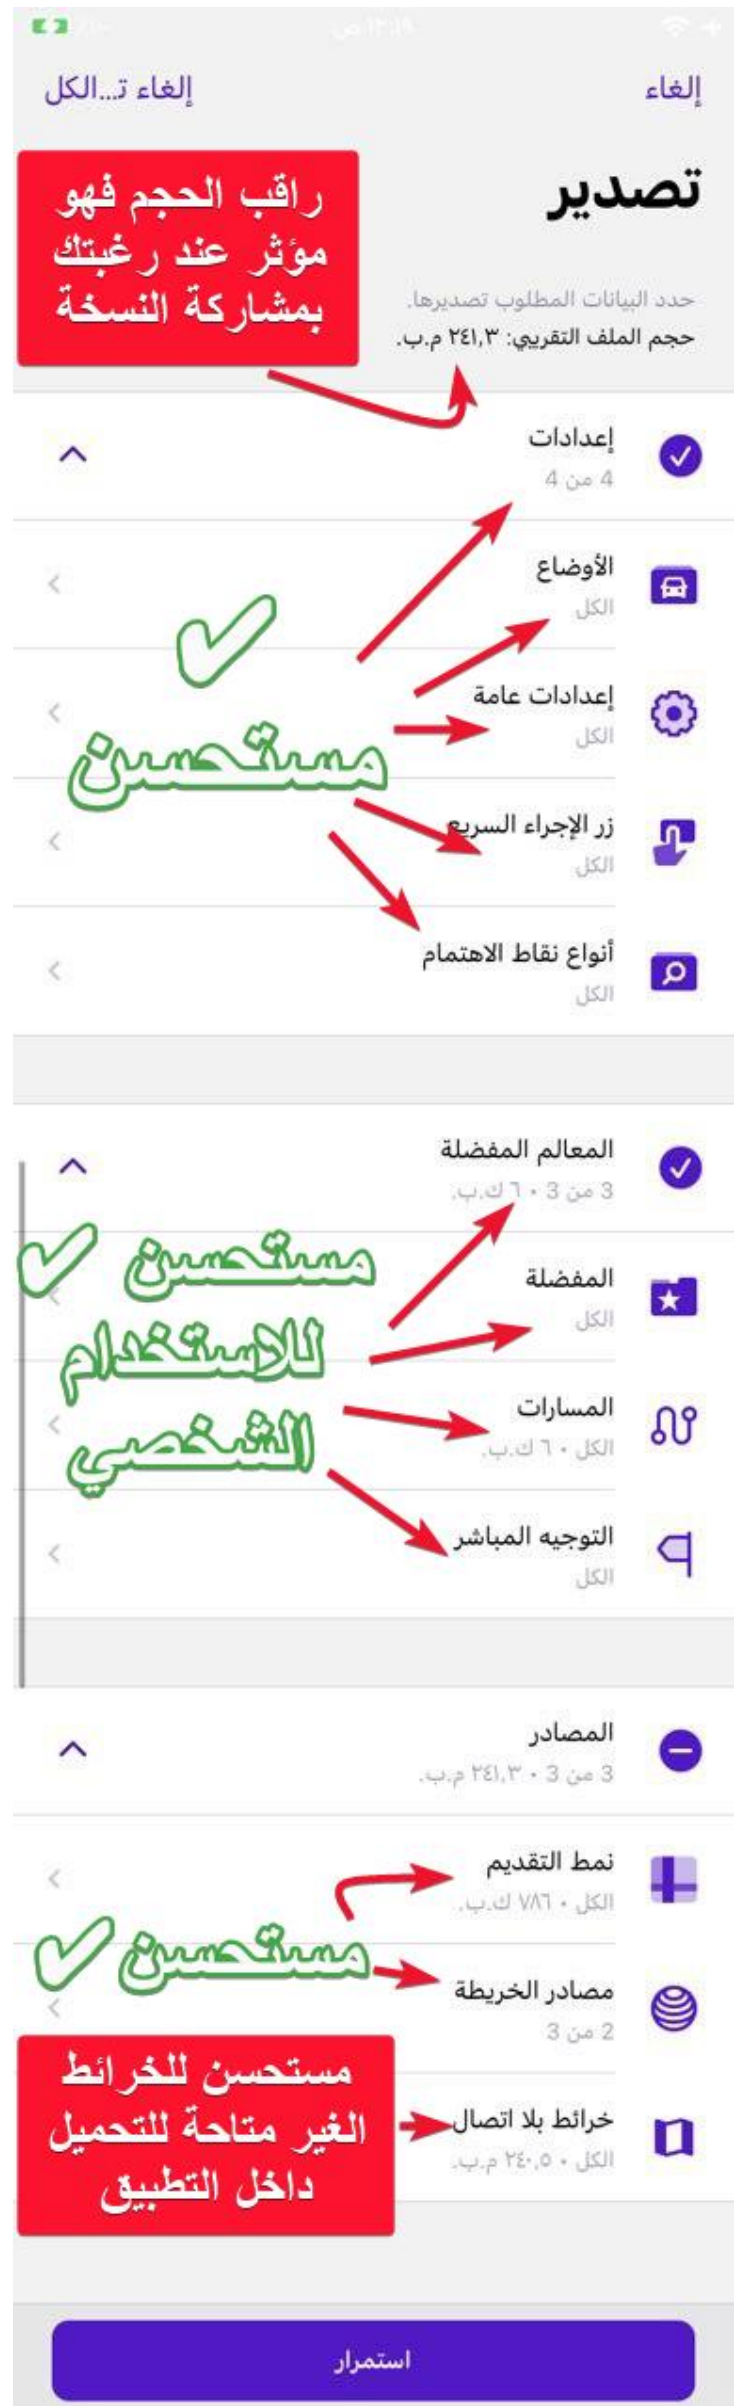 ١٢:١٩ ص
إلغاء
إلغاء ت...الكل
تصدير
راقب الحجم فهو
مؤثر عند رغبتك
بمشاركة النسخة
حدد البيانات المطلوب تصديرها.
حجم الملف التقريبي: ٢٤١,٣ م.ب.
إعدادات
4 من 4
الأوضاع
الكل
إعدادات عامة
الكل
مستحسن
زر الإجراء السريع
الكل
أنواع نقاط الاهتمام
الكل
المعالم المفضلة
3 من 3 • ٦ ك.ب.
مستحسن
للاستخدام
الشخصي
المفضلة
الكل
المسارات
الكل • ٦ ك.ب.
التوجيه المباشر
الكل
المصادر
3 من 3 • ٢٤١,٣ م.ب.
نمط التقديم
الكل • ٧٨٦ ك.ب.
مستحسن
مصادر الخريطة
2 من 3
مستحسن للخرائط
الغير متاحة للتحميل
داخل التطبيق
خرائط بلا اتصال
الكل • ٢٤٠,٥ م.ب.
استمرار